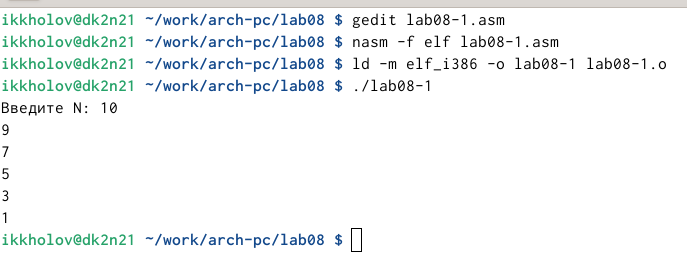 ikkholov@dk2n21 ~/work/arch-pc/lab08 $ gedit lab08-1.asm
ikkholov@dk2n21 ~/work/arch-pc/lab08 $ nasm -f elf lab08-1.asm
ikkholov@dk2n21 ~/work/arch-pc/lab08 $ ld -m elf_i386 -o lab08-1 lab08-1.o
ikkholov@dk2n21 ~/work/arch-pc/lab08 $ ./lab08-1
Введите N: 10
9
7
5
3
1
ikkholov@dk2n21 ~/work/arch-pc/lab08 $